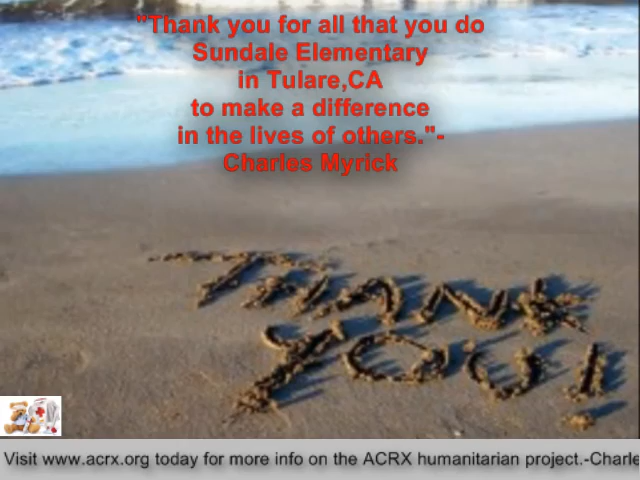 "Thank you for all that you do
Sundale Elementary
in Tulare,CA
to make a difference
in the lives of others."-
Charles Myrick
THANK
YOU!
Visit www.acrx.org today for more info on the ACRX humanitarian project.-Charle